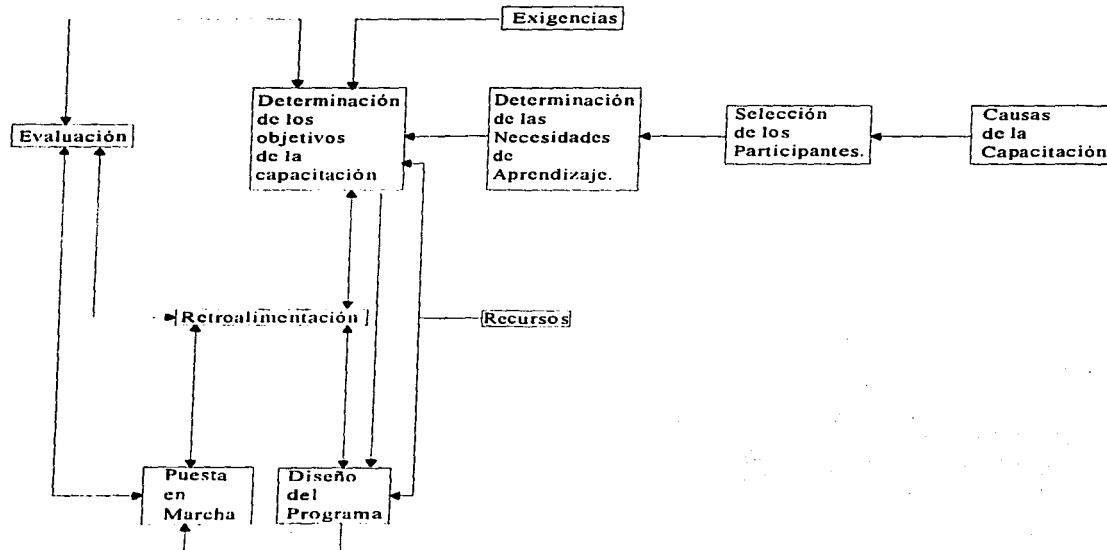 Exigencias
Evaluación
Determinación
de los
objetivos
de la
capacitación
Determinación
de las
Necesidades
de
Aprendizaje.
Selección
de los
Participantes.
Causas
de la
Capacitación
Retroalimentación
Recursos
Puesta
en
Marcha
Diseño
del
Programa